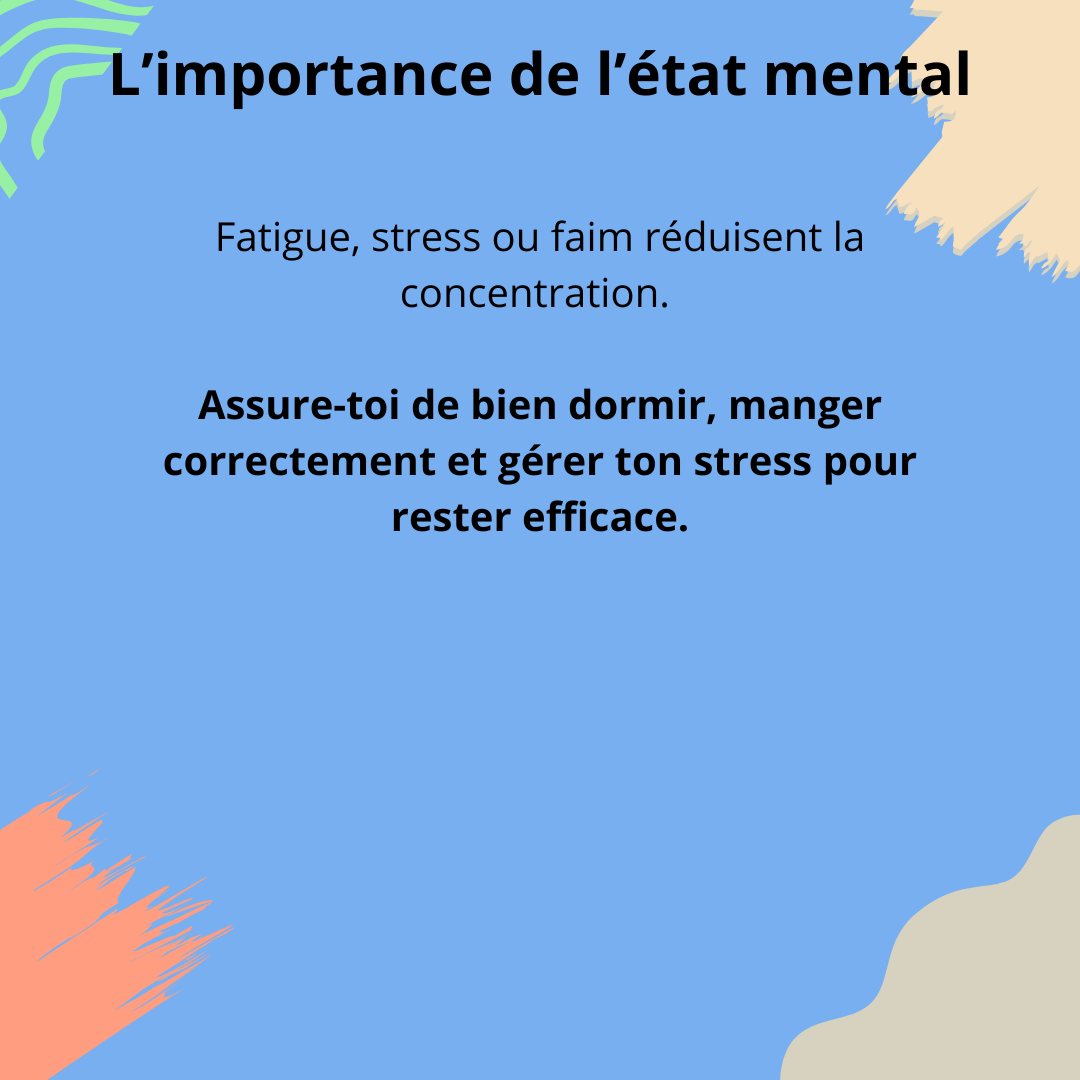 L’importance de l’état mental
Fatigue, stress ou faim réduisent la
concentration.
Assure-toi de bien dormir, manger
correctement et gérer ton stress pour
rester efficace.